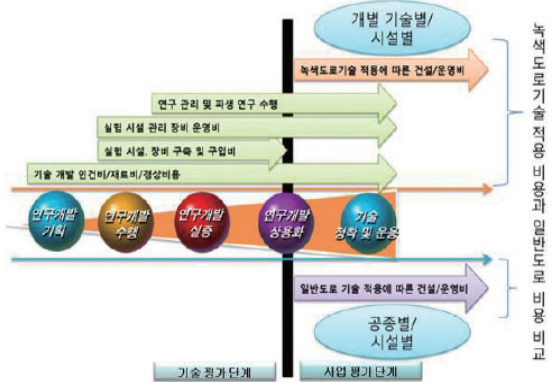 개별 기술별/
시설별
녹색도로기술 적용에 따른 건설/운영비
연구 관리 및 파생 연구 수행
실험 시설 관리 장비 운영비
실험 시설, 장비 구축 및 구입비
기술 개발 인건비/재료비/경상비용
연구개발
기획
연구개발
수행
연구개발
실증
연구개발
상용화
기술
정착 및 운용
일반도로 기술 적용에 따른 건설/운영비
공종별/
시설별
기술 평가 단계
사업 평가 단계
녹색도로기술 적용 비용과 일반도로 비용 비교